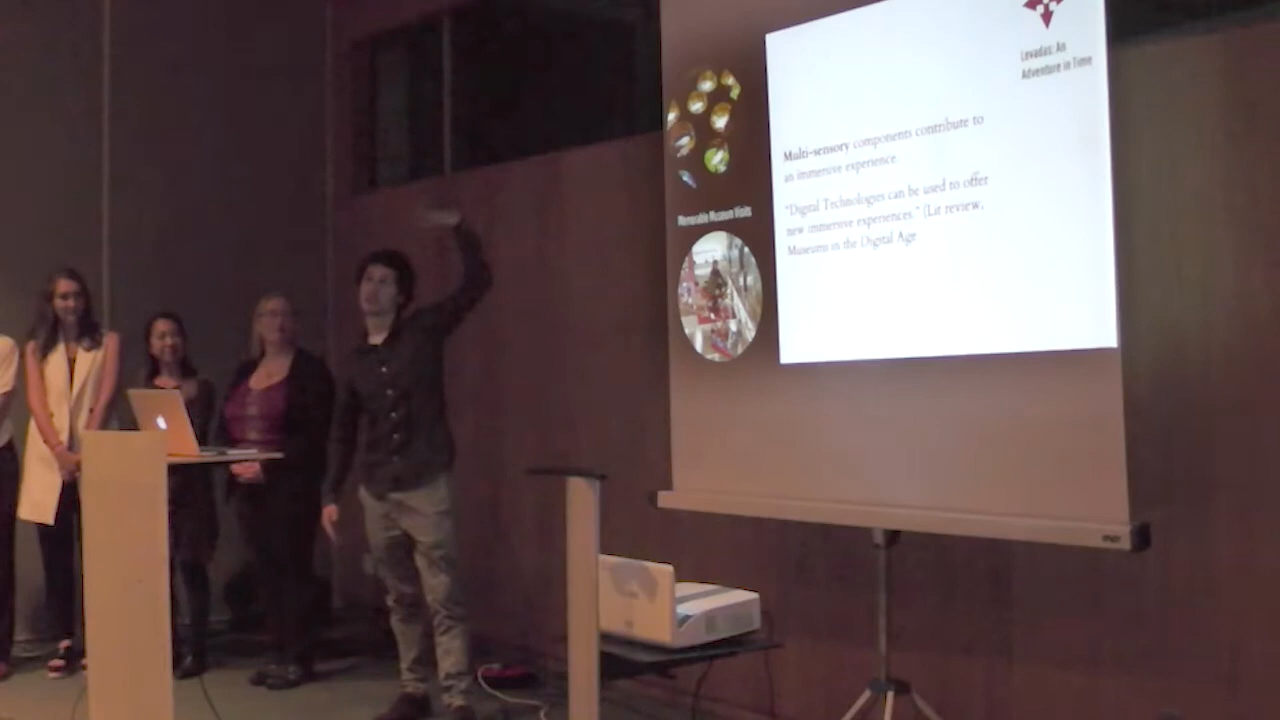 Levadas: An
Adventure in Time
Multi-sensory components contribute to
an immersive experience
"Digital Technologies can be used to offer
new immersive experiences." [Lit review,
Museums in the Digital Age
Memorable Museum Visits